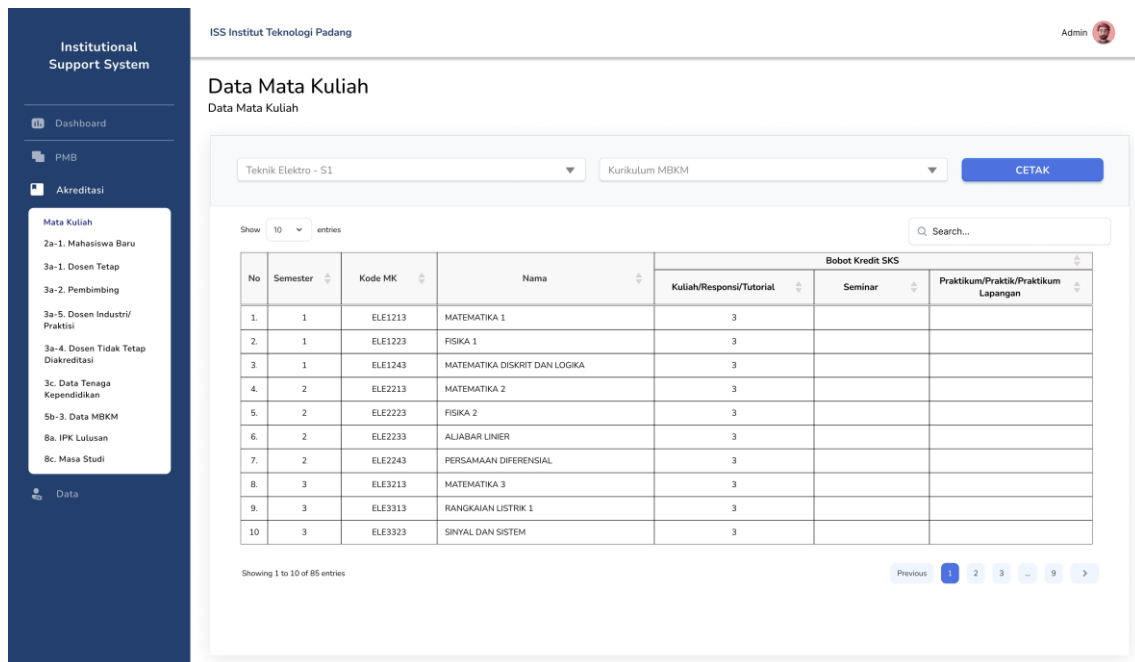 Institutional
Support System
Dashboard
PMB
Akreditasi
Mata Kuliah
2a-1. Mahasiswa Baru
3a-1. Dosen Tetap
3a-2. Pembimbing
3a-5. Dosen Industri/
Praktisi
3a-4. Dosen Tidak Tetap
Diakreditasi
3c. Data Tenaga
Kependidikan
5b-3. Data MBKM
8a. IPK Lulusan
8c. Masa Studi
Data
ISS Institut Teknologi Padang
Admin
Data Mata Kuliah
Data Mata Kuliah
Teknik Elektro - S1
Kurikulum MBKM
CETAK
Show 10 entries
Search...
No Semester Kode MK Nama Bobot Kredit SKS
Kuliah/Responsi/Tutorial Seminar Praktikum/Praktik/Praktikum
Lapangan
1. 1 ELE1213 MATEMATIKA 1 3
2. 1 ELE1223 FISIKA 1 3
3. 1 ELE1243 MATEMATIKA DISKRIT DAN LOGIKA 3
4. 2 ELE2213 MATEMATIKA 2 3
5. 2 ELE2223 FISIKA 2 3
6. 2 ELE2233 ALJABAR LINIER 3
7. 2 ELE2243 PERSAMAAN DIFERENSIAL 3
8. 3 ELE3213 MATEMATIKA 3 3
9. 3 ELE3313 RANGKAIAN LISTRIK 1 3
10 3 ELE3323 SINYAL DAN SISTEM 3
Showing 1 to 10 of 85 entries
Previous 1 2 3 ... 9 >